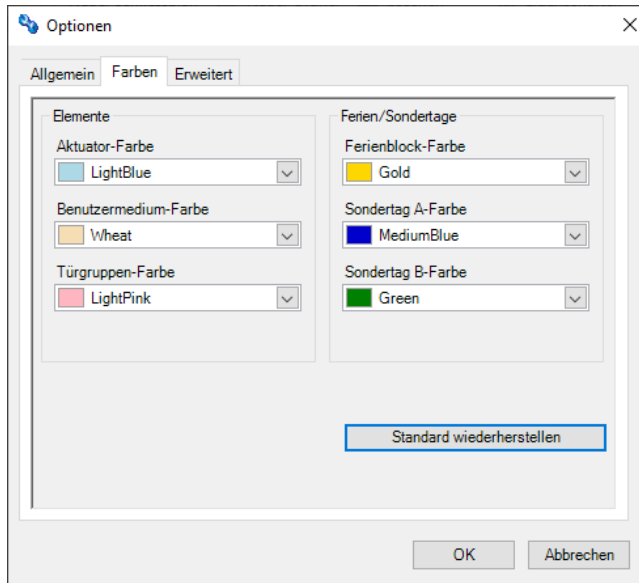 Optionen
Allgemein
Farben
Erweitert
Elemente
Aktuator-Farbe
LightBlue
Benutzermedium-Farbe
Wheat
Türgruppen-Farbe
LightPink
Ferien/Sondertage
Ferienblock-Farbe
Gold
Sondertag A-Farbe
MediumBlue
Sondertag B-Farbe
Green
Standard wiederherstellen
OK
Abbrechen